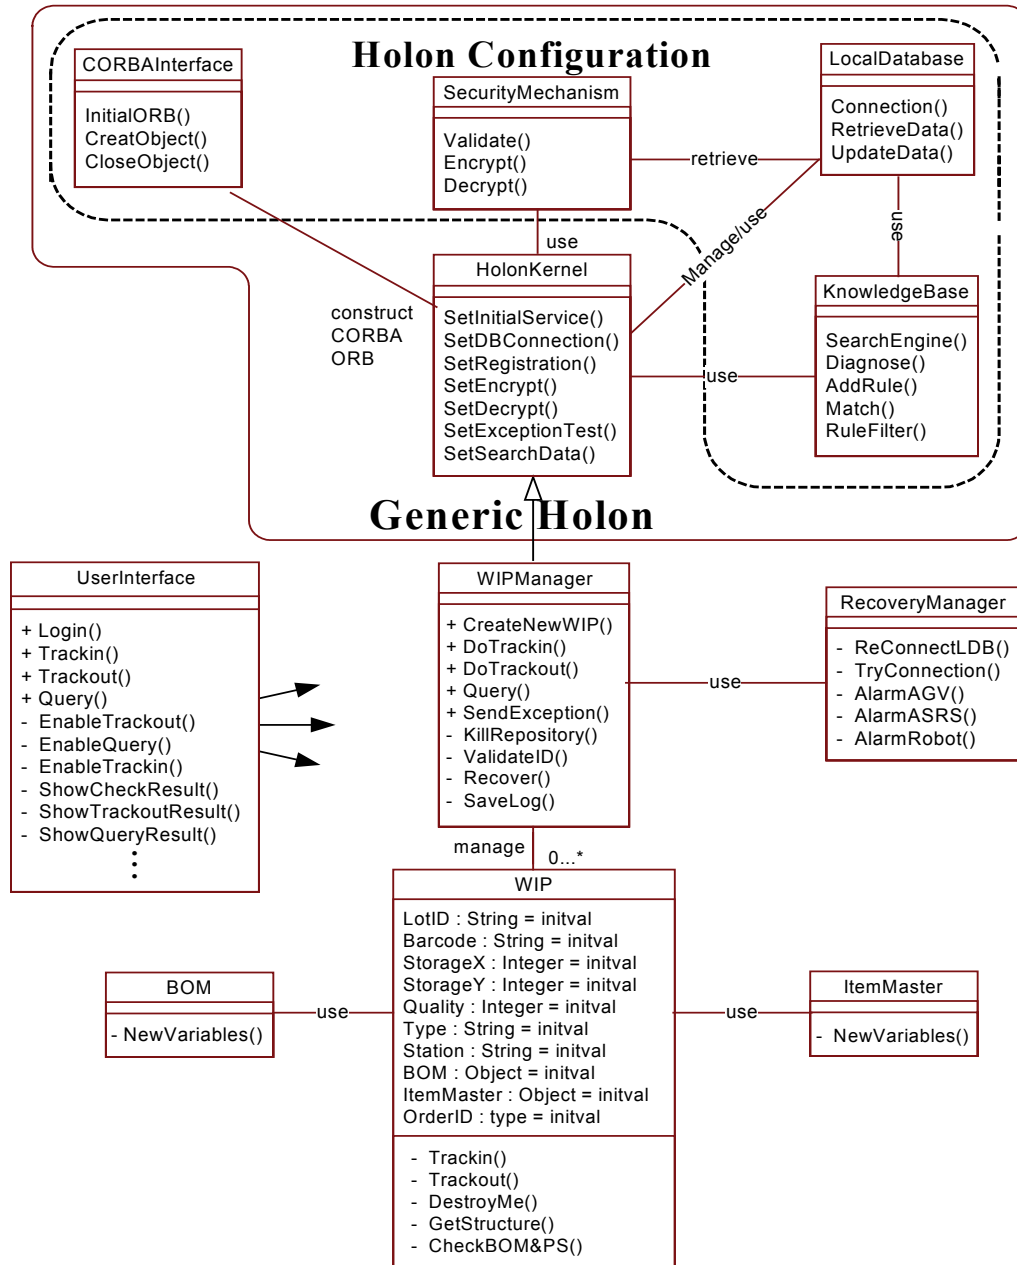 Holon Configuration
CORBAInterface
InitialORB()
CreatObject()
CloseObject()
SecurityMechanism
Validate()
Encrypt()
Decrypt()
LocalDatabase
Connection()
RetrieveData()
UpdateData()
retrieve
use
Manage/use
use
construct
CORBA
ORB
HolonKernel
SetInitialService()
SetDBConnection()
SetRegistration()
SetEncrypt()
SetDecrypt()
SetExceptionTest()
SetSearchData()
use
KnowledgeBase
SearchEngine()
Diagnose()
AddRule()
Match()
RuleFilter()
Generic Holon
UserInterface
+ Login()
+ Trackin()
+ Trackout()
+ Query()
- EnableTrackout()
- EnableQuery()
- EnableTrackin()
- ShowCheckResult()
- ShowTrackoutResult()
- ShowQueryResult()
WIPManager
+ CreateNewWIP()
+ DoTrackin()
+ DoTrackout()
+ Query()
+ SendException()
- KillRepository()
- ValidateID()
- Recover()
- SaveLog()
use
RecoveryManager
- ReConnectLDB()
- TryConnection()
- AlarmAGV()
- AlarmASRS()
- AlarmRobot()
manage
0...*
WIP
LotID : String = initval
Barcode : String = initval
StorageX : Integer = initval
StorageY : Integer = initval
Quality : Integer = initval
Type : String = initval
Station : String = initval
BOM : Object = initval
ItemMaster : Object = initval
OrderID : type = initval
- Trackin()
- Trackout()
- DestroyMe()
- GetStructure()
- CheckBOM&PS()
BOM
- NewVariables()
use
use
ItemMaster
- NewVariables()